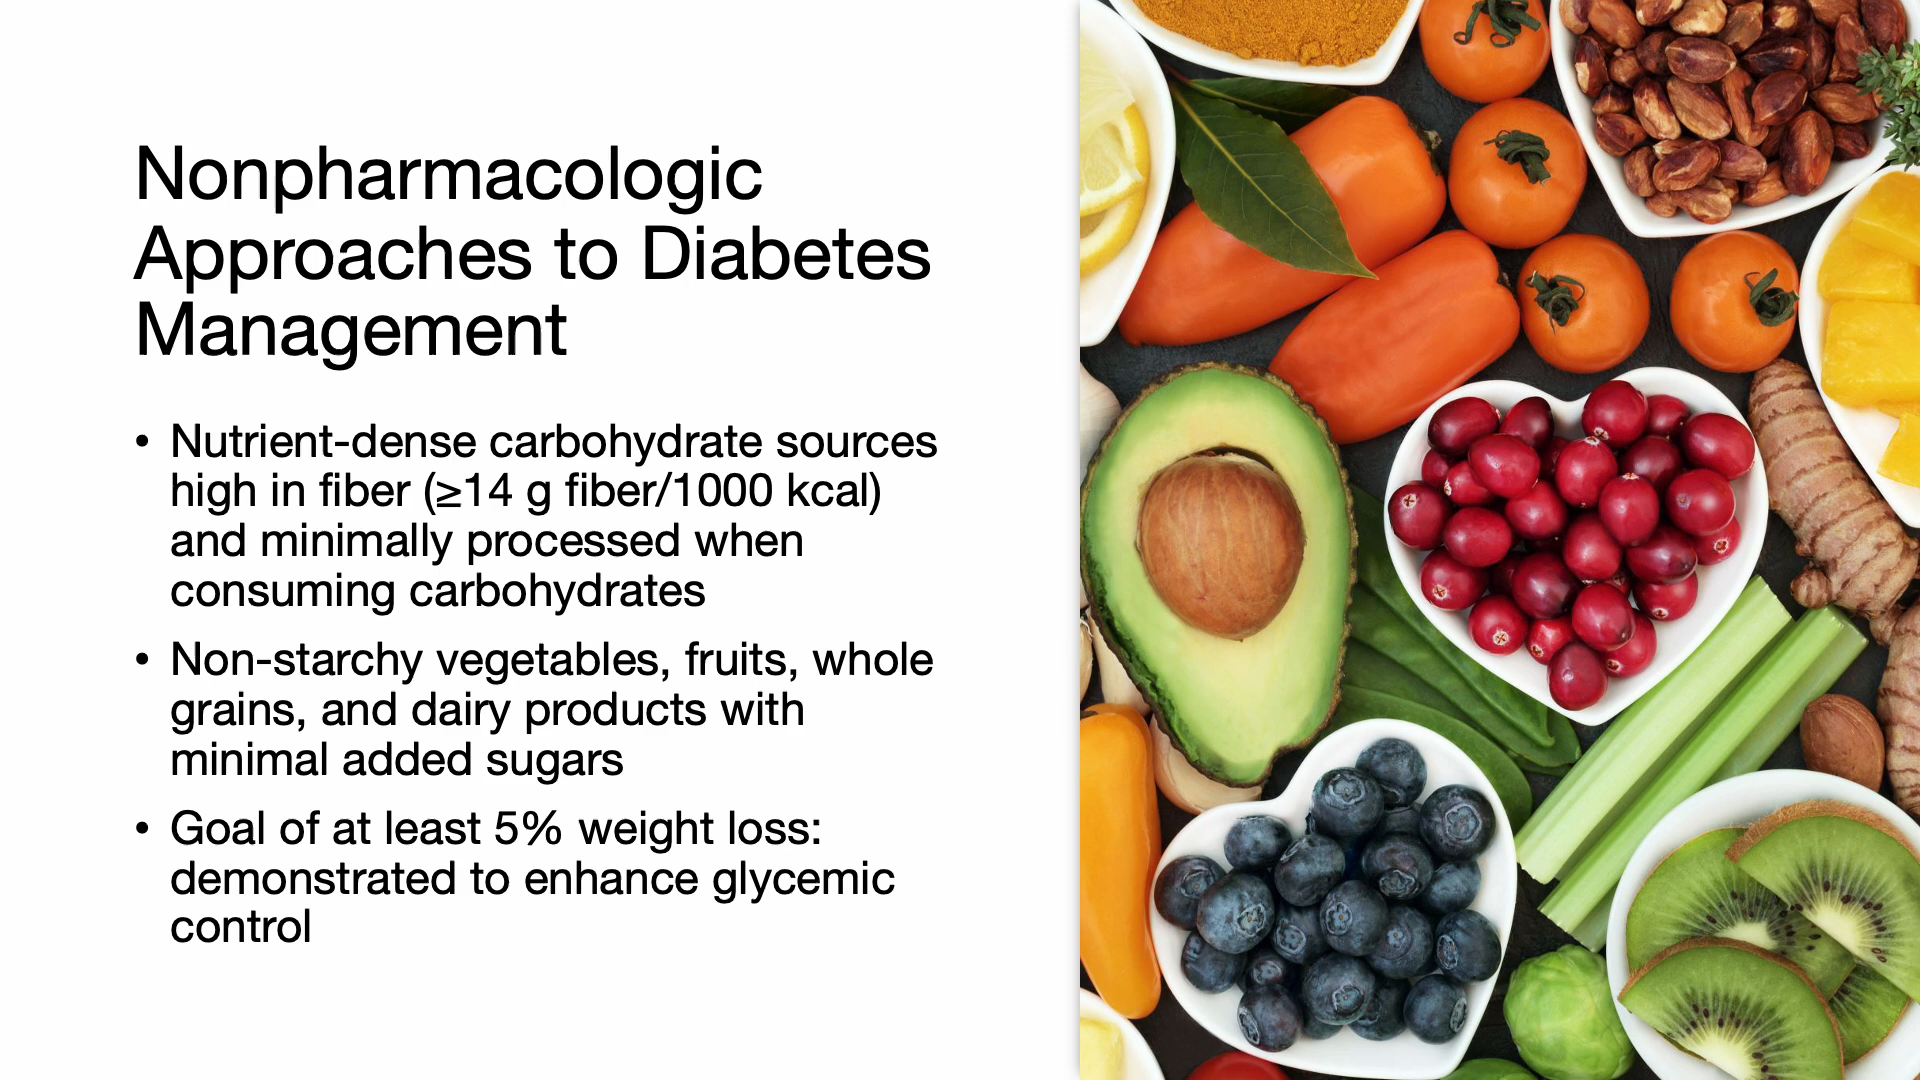 Nonpharmacologic
Approaches to Diabetes
Management
• Nutrient-dense carbohydrate sources
high in fiber (≥14 g fiber/1000 kcal)
and minimally processed when
consuming carbohydrates
• Non-starchy vegetables, fruits, whole
grains, and dairy products with
minimal added sugars
• Goal of at least 5% weight loss:
demonstrated to enhance glycemic
control